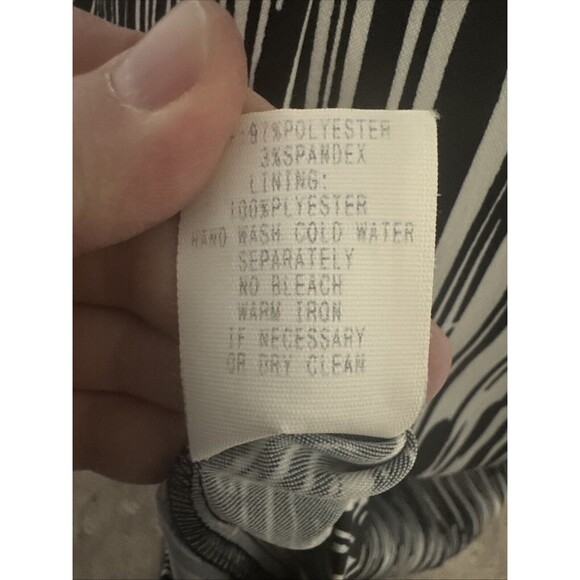 97%POLYESTER
3%SPANDEX
LINING:
100%PLYESTER
HAND WASH COLD WATER
SEPARATELY
NO BLEACH
WARM IRON
IF NECESSARY
OR DRY CLEAN